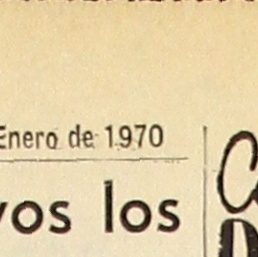 Enero de 1970
vos los